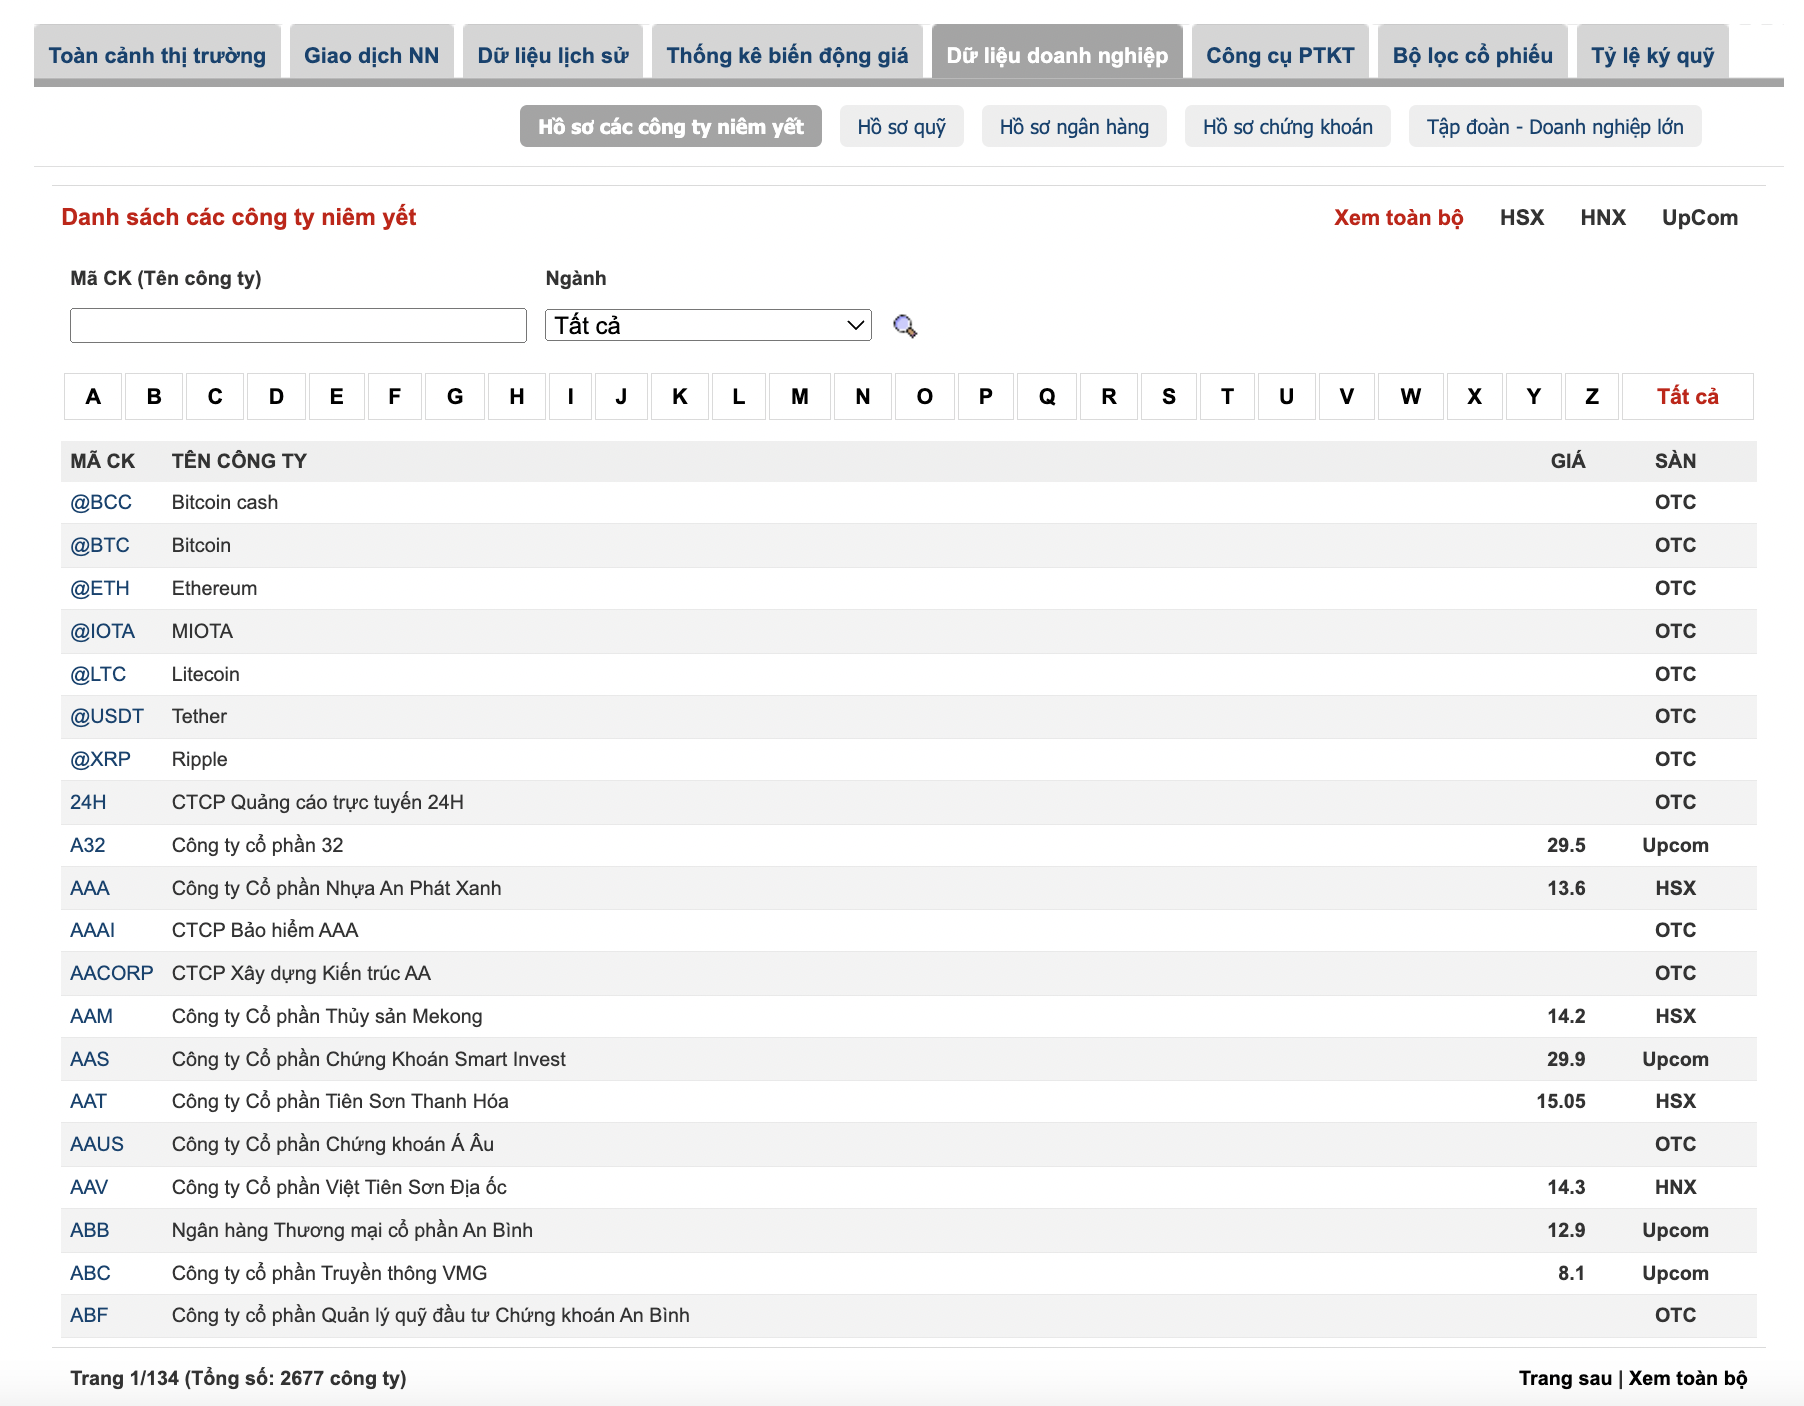 Toàn cảnh thị trường Giao dịch NN Dữ liệu lịch sử Thống kê biến động giá Dữ liệu doanh nghiệp Công cụ PTKT Bộ lọc cổ phiếu Tỷ lệ ký quỹ
Hồ sơ các công ty niêm yết Hồ sơ quỹ Hồ sơ ngân hàng Hồ sơ chứng khoán Tập đoàn - Doanh nghiệp lớn
Danh sách các công ty niêm yết Xem toàn bộ HSX HNX UpCom
Mã CK (Tên công ty) Ngành
Tất cả
A B C D E F G H I J K L M N O P Q R S T U V W X Y Z Tất cả
MÃ CK TÊN CÔNG TY GIÁ SÀN
@BCC Bitcoin cash OTC
@BTC Bitcoin OTC
@ETH Ethereum OTC
@IOTA MIOTA OTC
@LTC Litecoin OTC
@USDT Tether OTC
@XRP Ripple OTC
24H CTCP Quảng cáo trực tuyến 24H OTC
A32 Công ty cổ phần 32 29.5 Upcom
AAA Công ty Cổ phần Nhựa An Phát Xanh 13.6 HSX
AAAI CTCP Bảo hiểm AAA OTC
AACORP CTCP Xây dựng Kiến trúc AA OTC
AAM Công ty Cổ phần Thủy sản Mekong 14.2 HSX
AAS Công ty Cổ phần Chứng Khoán Smart Invest 29.9 Upcom
AAT Công ty Cổ phần Tiên Sơn Thanh Hóa 15.05 HSX
AAUS Công ty Cổ phần Chứng khoán Á Âu OTC
AAV Công ty Cổ phần Việt Tiên Sơn Địa ốc 14.3 HNX
ABB Ngân hàng Thương mại cổ phần An Bình 12.9 Upcom
ABC Công ty cổ phần Truyền thông VMG 8.1 Upcom
ABF Công ty cổ phần Quản lý quỹ đầu tư Chứng khoán An Bình OTC
Trang 1/134 (Tổng số: 2677 công ty) Trang sau | Xem toàn bộ